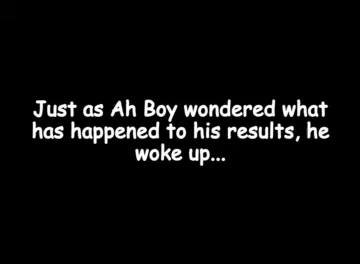 Just as Ah Boy wondered what
has happened to his results, he
woke up...